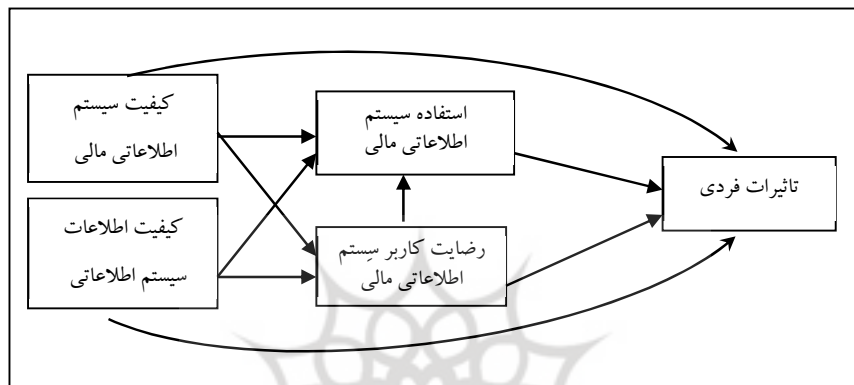 کیفیت سیستم
اطلاعاتی مالی
استفاده سیستم
اطلاعاتی مالی
تاثیرات فردی
کیفیت اطلاعات
سیستم اطلاعاتی
رضایت کاربر سِستم
اطلاعاتی مالی